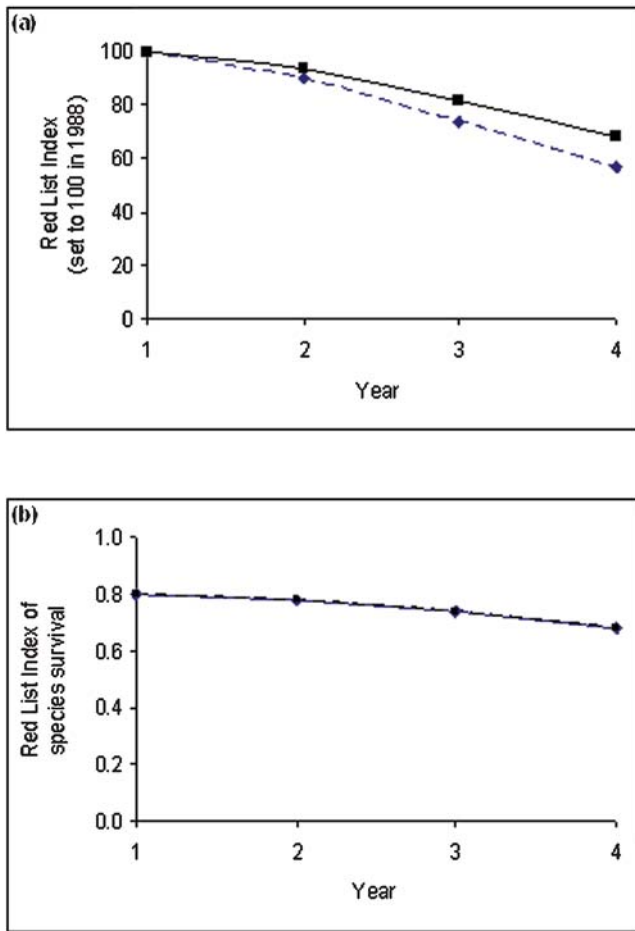 (a)
Red List Index
(set to 100 in 1988)
100
80
60
40
20
0
1 2 3 4
Year
(b)
Red List Index of
species survival
1.0
0.8
0.6
0.4
0.2
0.0
1 2 3 4
Year